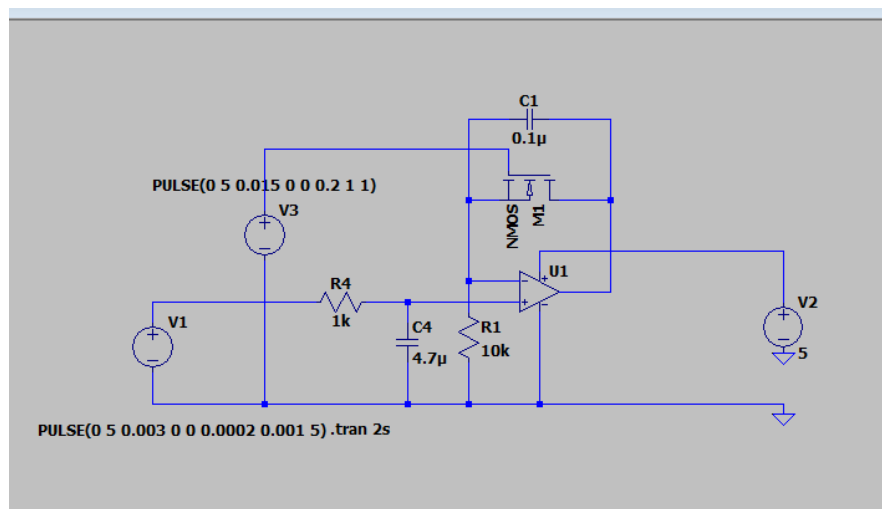 C1
0.1µ
PULSE(0 5 0.015 0 0 0.2 1 1)
V3
NMOS
M1
U1
R4
1k
V1
C4
4.7µ
R1
10k
V2
5
PULSE(0 5 0.003 0 0 0.0002 0.001 5) .tran 2s